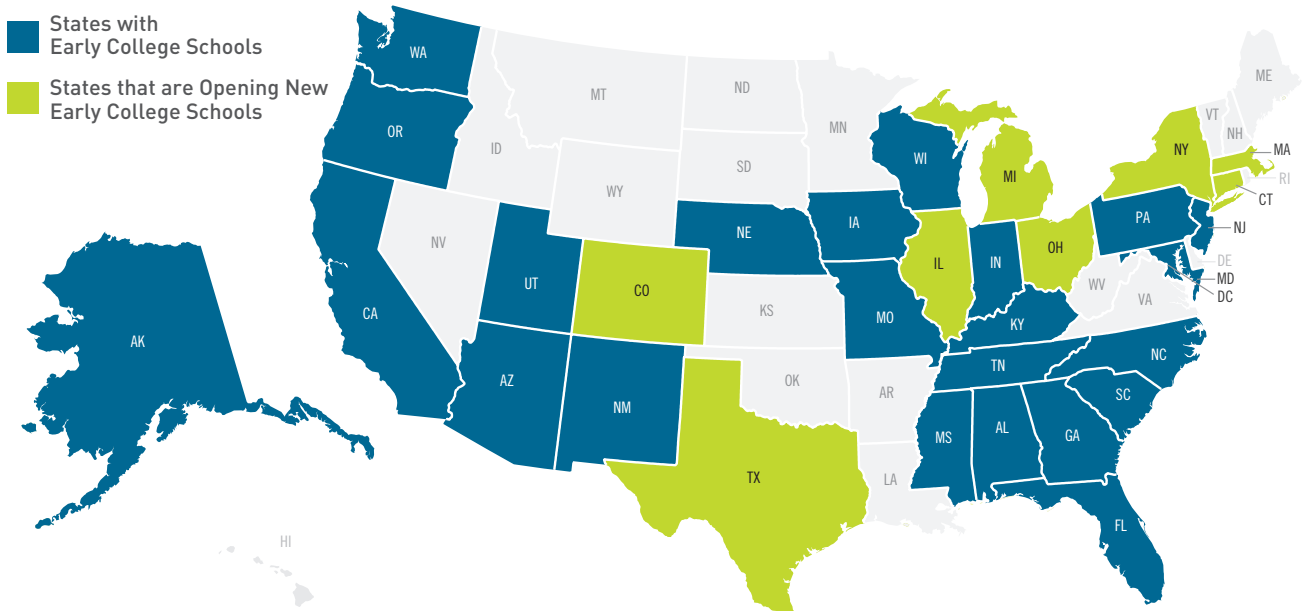 States with
Early College Schools
States that are Opening New
Early College Schools
WA
OR
CA
AK
HI
ID
NV
MT
WY
UT
AZ
CO
NM
ND
SD
NE
KS
OK
TX
MN
IA
MO
AR
LA
WI
IL
MI
IN
OH
KY
TN
MS
AL
GA
FL
SC
NC
VA
WV
PA
NY
VT
NH
ME
MA
RI
CT
NJ
DE
MD
DC